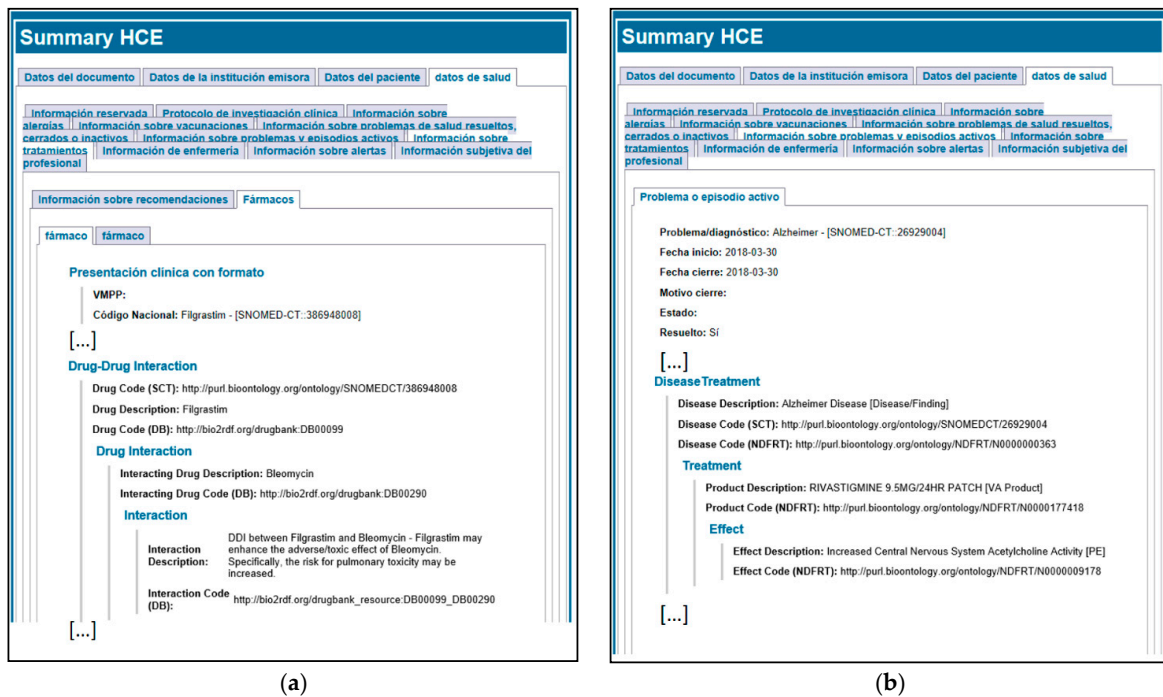 Summary HCE
Datos del documento Datos de la institución emisora Datos del paciente datos de salud
Información reservada Protocolo de investigación clínica Información sobre
alergías Información sobre vacunaciones Información sobre problemas de salud resueltos,
cerrados o inactivos Información sobre problemas y episodios activos Información sobre
tratamientos Información de enfermería Información sobre alertas Información subjetiva del
profesional
Información sobre recomendaciones Fármacos
fármaco fármaco
Presentación clínica con formato
VMPP:
Código Nacional: Filgrastim - [SNOMED-CT::386948008]
[...]
Drug-Drug Interaction
Drug Code (SCT): http://purl.bioontology.org/ontology/SNOMEDCT/386948008
Drug Description: Filgrastim
Drug Code (DB): http://bio2rdf.org/drugbank:DB00099
Drug Interaction
Interacting Drug Description: Bleomycin
Interacting Drug Code (DB): http://bio2rdf.org/drugbank:DB00290
Interaction
Interaction Description: DDI between Filgrastim and Bleomycin - Filgrastim may
enhance the adverse/toxic effect of Bleomycin.
Specifically, the risk for pulmonary toxicity may be
increased.
Interaction Code (DB): http://bio2rdf.org/drugbank_resource:DB00099_DB00290
[...]
(a)
Summary HCE
Datos del documento Datos de la institución emisora Datos del paciente datos de salud
Información reservada Protocolo de investigación clínica Información sobre
alergías Información sobre vacunaciones Información sobre problemas de salud resueltos,
cerrados o inactivos Información sobre problemas y episodios activos Información sobre
tratamientos Información de enfermería Información sobre alertas Información subjetiva del
profesional
Problema o episodio activo
Problema/diagnóstico: Alzheimer - [SNOMED-CT::26929004]
Fecha inicio: 2018-03-30
Fecha cierre: 2018-03-30
Motivo cierre:
Estado:
Resuelto: Sí
[...]
DiseaseTreatment
Disease Description: Alzheimer Disease [Disease/Finding]
Disease Code (SCT): http://purl.bioontology.org/ontology/SNOMEDCT/26929004
Disease Code (NDFRT): http://purl.bioontology.org/ontology/NDFRT/N0000000363
Treatment
Product Description: RIVASTIGMINE 9.5MG/24HR PATCH [VA Product]
Product Code (NDFRT): http://purl.bioontology.org/ontology/NDFRT/N0000177418
Effect
Effect Description: Increased Central Nervous System Acetylcholine Activity [PE]
Effect Code (NDFRT): http://purl.bioontology.org/ontology/NDFRT/N0000009178
[...]
(b)